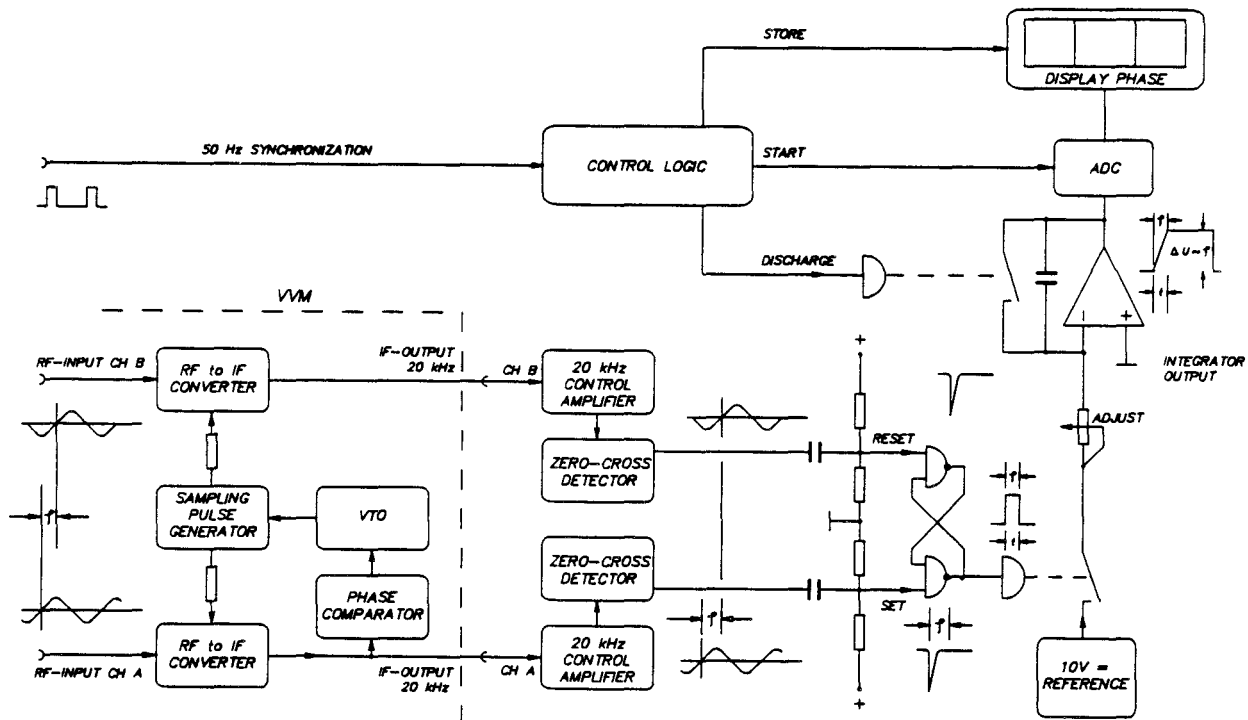 STORE
DISPLAY PHASE
50 Hz SYNCHRONIZATION
CONTROL LOGIC
START
ADC
DISCHARGE
ΔU~φ
t
INTEGRATOR
OUTPUT
VVM
RF-INPUT CH B
RF to IF
CONVERTER
IF-OUTPUT
20 kHz
CH B
20 kHz
CONTROL
AMPLIFIER
ZERO-CROSS
DETECTOR
RESET
ADJUST
SAMPLING
PULSE
GENERATOR
VTO
PHASE
COMPARATOR
ZERO-CROSS
DETECTOR
SET
t
RF-INPUT CH A
RF to IF
CONVERTER
IF-OUTPUT
20 kHz
CH A
20 kHz
CONTROL
AMPLIFIER
10V =
REFERENCE
+
+
+
-